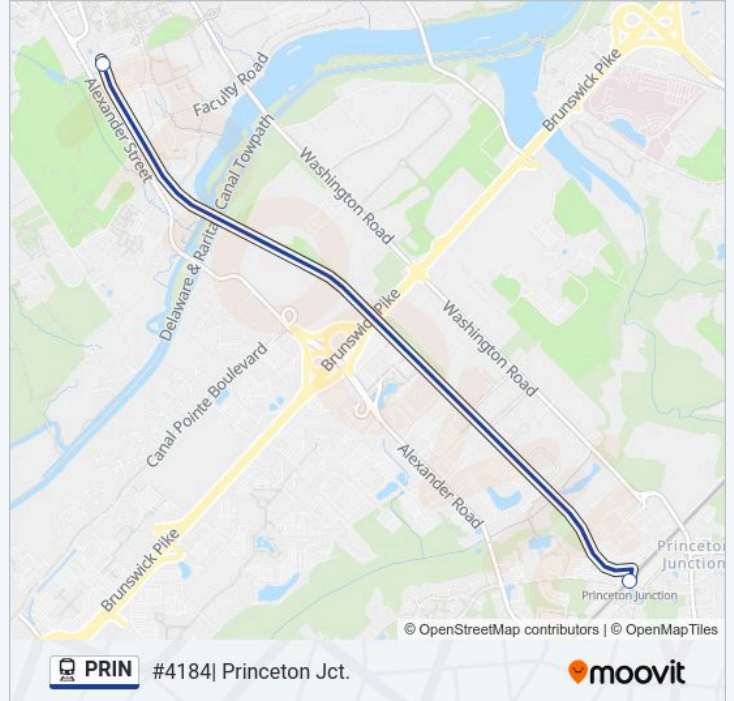 Faculty Road
Alexander Street
Brunswick Pike
Delaware & Raritan Canal Towpath
Washington Road
Brunswick Pike
Washington Road
Canal Pointe Boulevard
Alexander Road
Brunswick Pike
Princeton
Junction
Princeton Junction
© OpenStreetMap contributors | © OpenMapTiles
PRIN #4184| Princeton Jct.
moovit